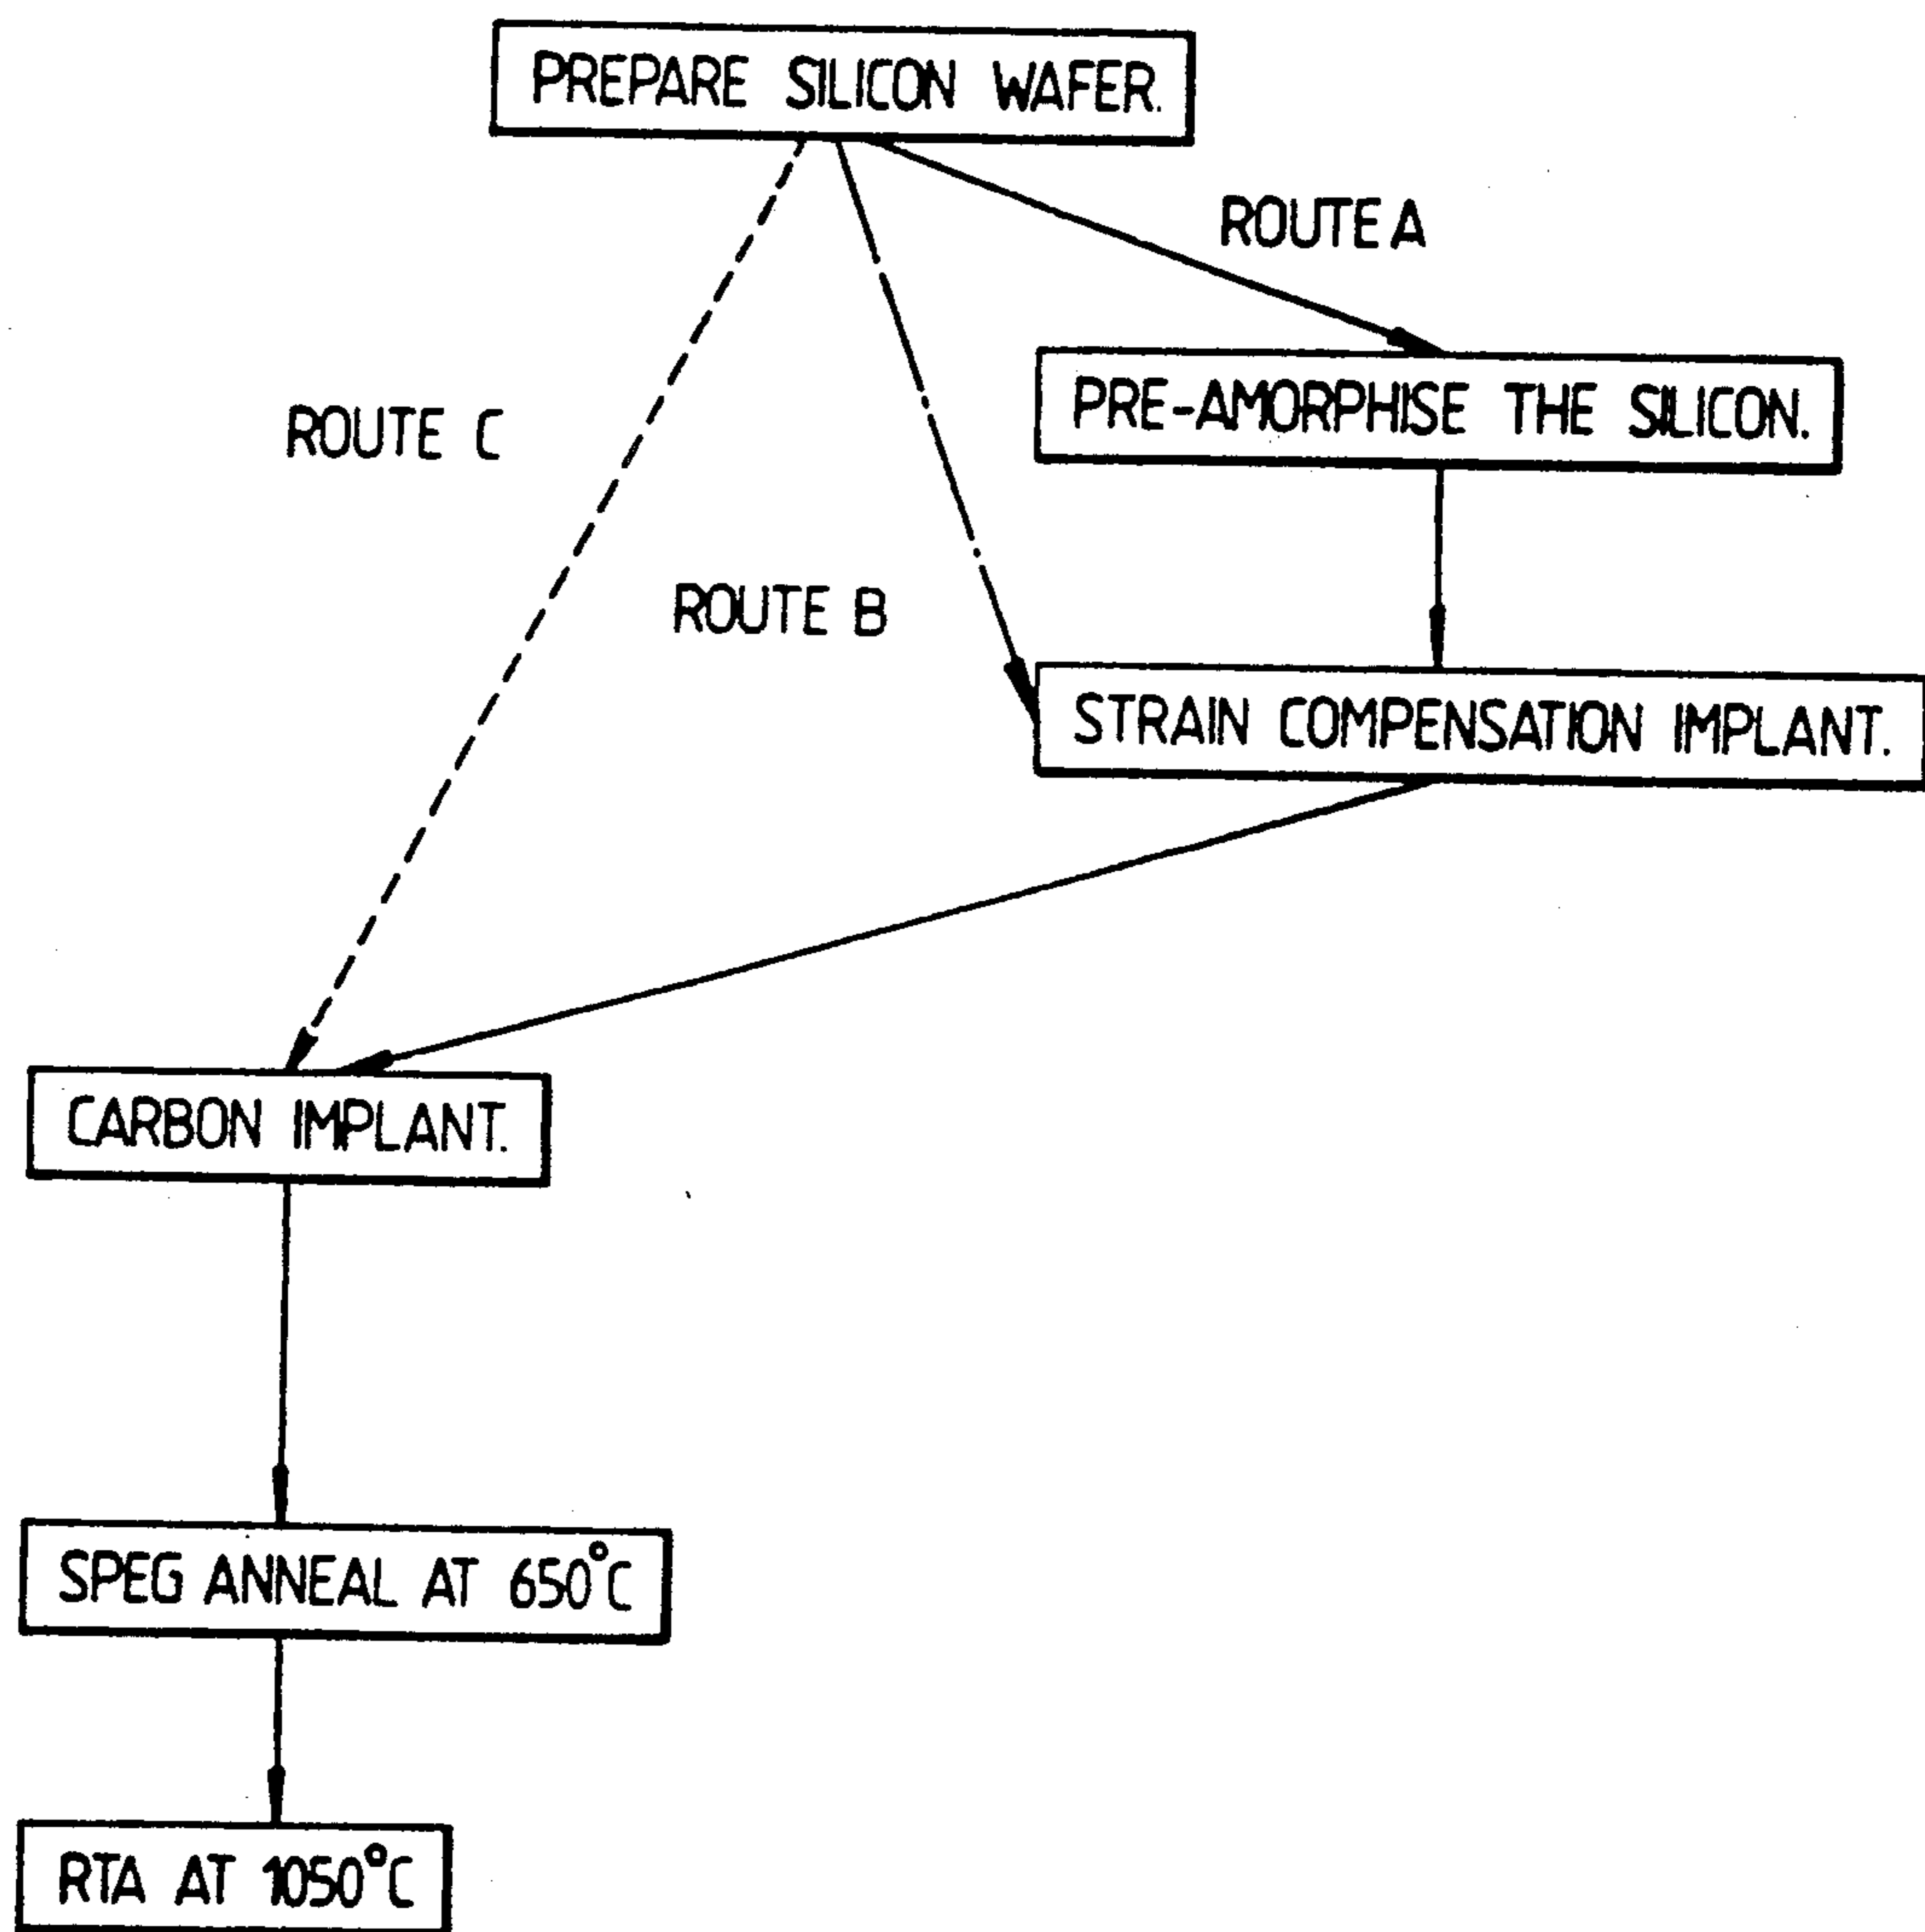 PREPARE SILICON WAFER.
ROUTE A
PRE-AMORPHISE THE SILICON.
ROUTE C
ROUTE B
STRAIN COMPENSATION IMPLANT.
CARBON IMPLANT.
SPEG ANNEAL AT 650°C
RTA AT 1050°C